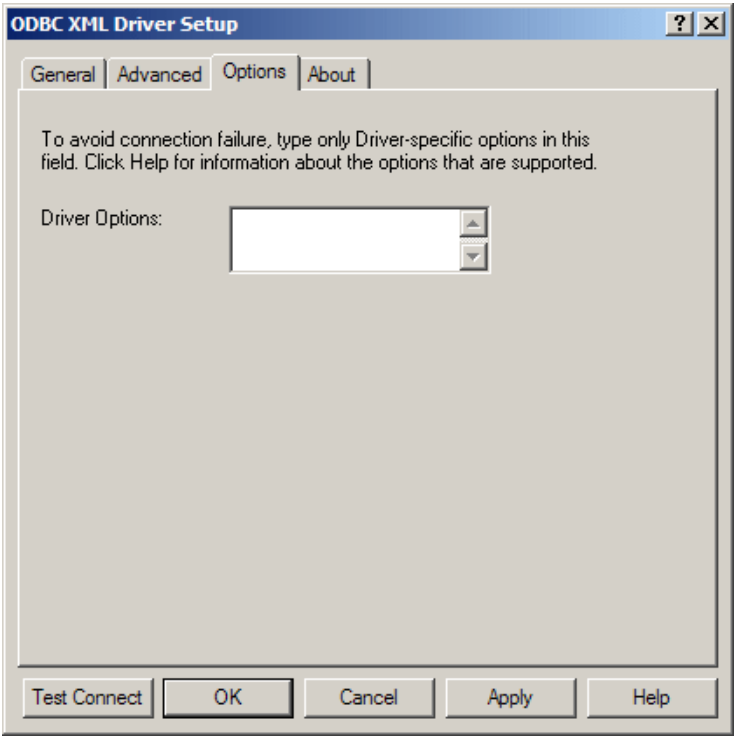 ODBC XML Driver Setup
General Advanced Options About
To avoid connection failure, type only Driver-specific options in this
field. Click Help for information about the options that are supported.
Driver Options:
Test Connect OK Cancel Apply Help